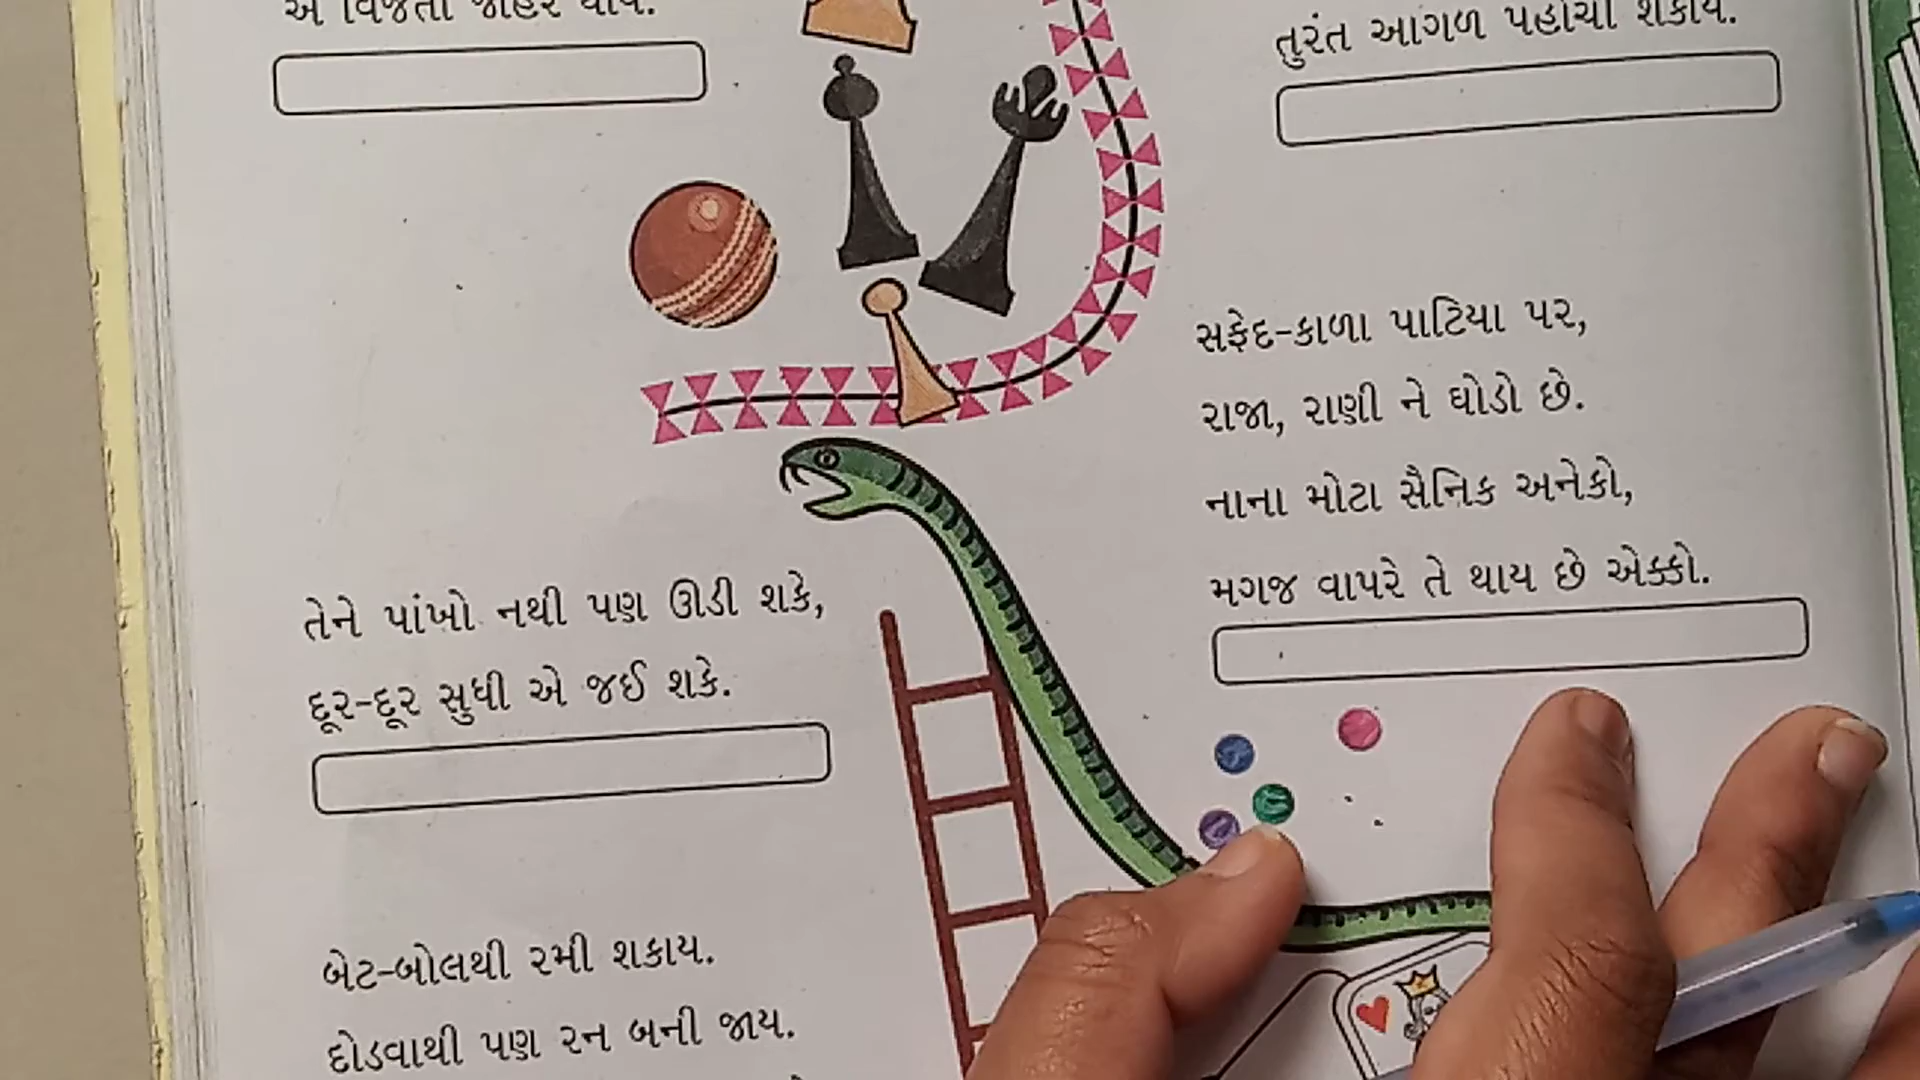 એ વિજેતા જાહેર થાય.
તુરંત આગળ પહોંચી શકાય.
સફેદ-કાળા પાટિયા પર,
રાજા, રાણી ને ઘોડો છે.
નાના મોટા સૈનિક અનેકો,
મગજ વાપરે તે થાય છે એક્કો.
તેને પાંખો નથી પણ ઊડી શકે,
દૂર-દૂર સુધી એ જઈ શકે.
બેટ-બોલથી રમી શકાય.
દોડવાથી પણ રન બની જાય.